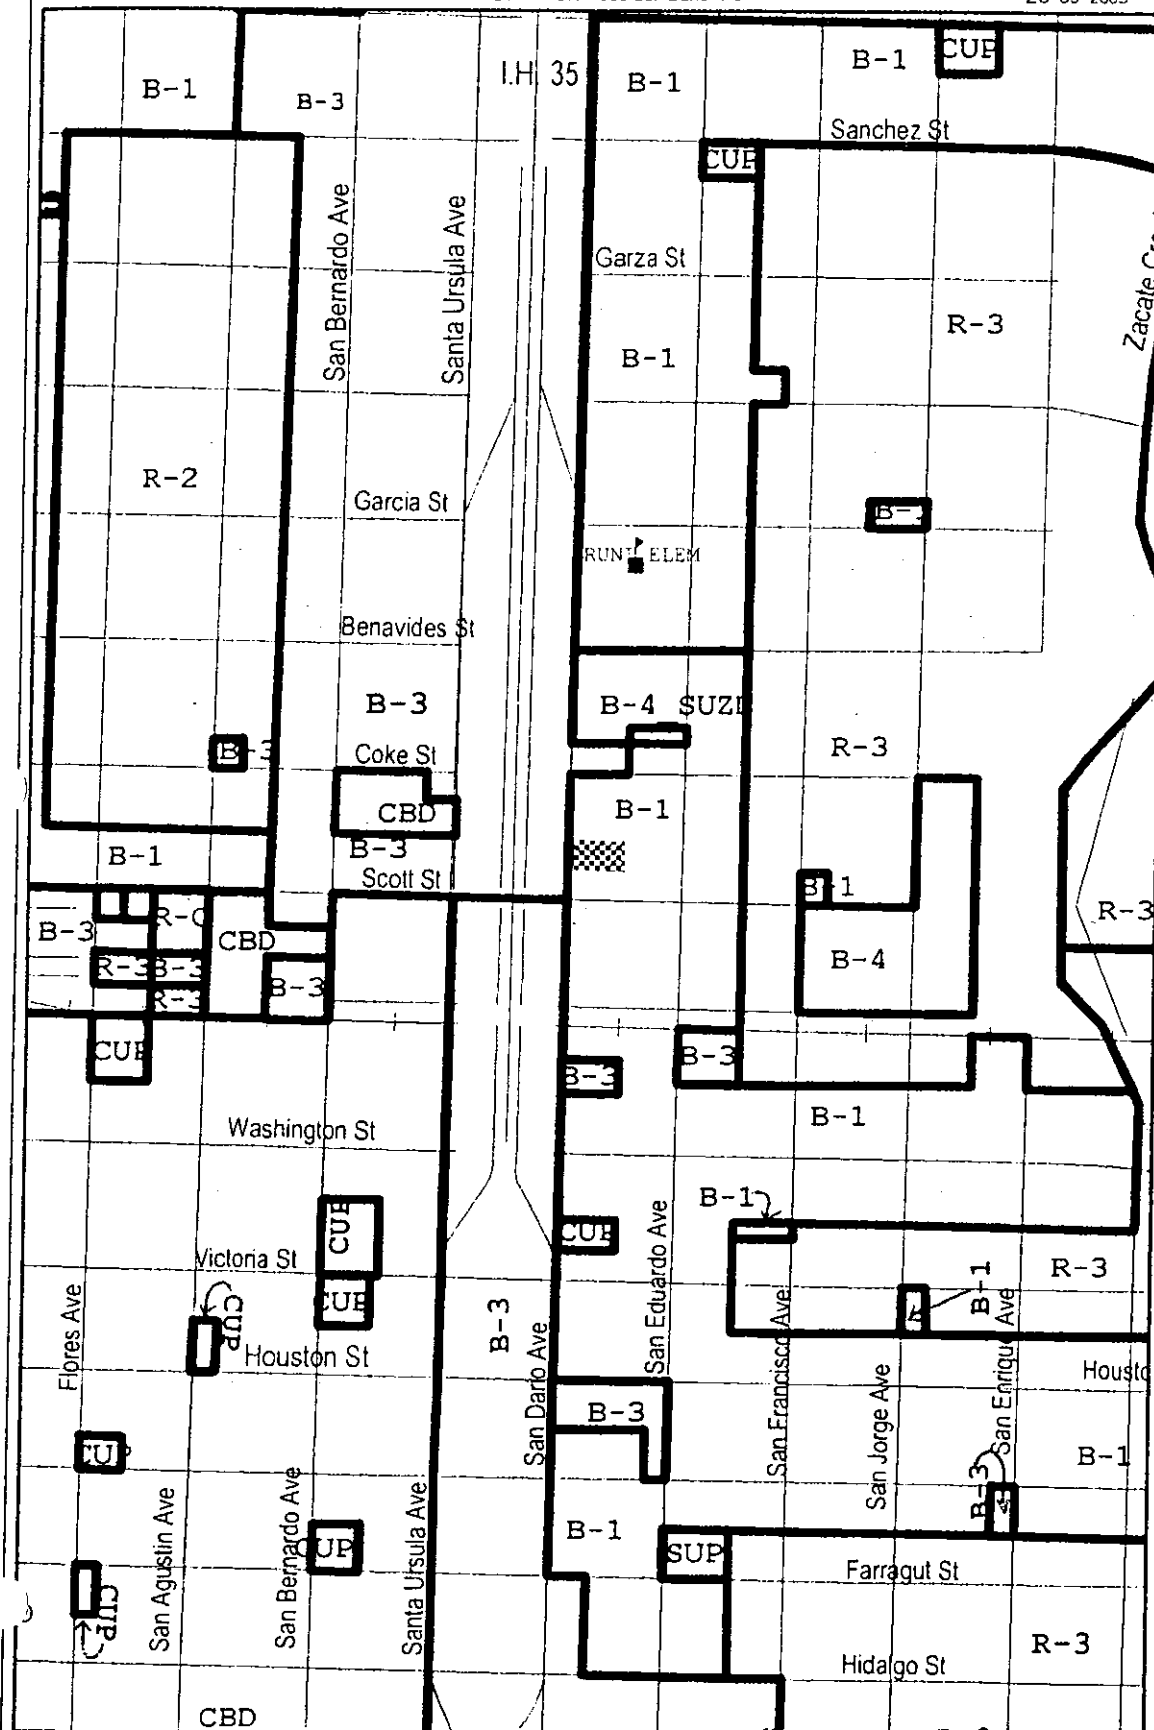 B-1
B-3
I.H. 35
B-1
B-1
CUP
Sanchez St
CUP
San Bernardo Ave
Santa Ursula Ave
Garza St
Zacate
R-3
B-1
R-2
Garcia St
ELEM
Benavides St
B-3
B-4
R-3
B-3
Coke St
CBD
B-1
B-1
B-3
Scott St
B-1
R-3
B-3
CBD
R-3
B-3
B-3
B-4
R-3
CUP
B-3
B-3
Washington St
B-1
B-1
CUP
CUP
San Eduardo Ave
Victoria St
CUP
R-3
B-1
CUP
Flores Ave
B-3
Houston St
San Dario Ave
San Francisco Ave
San Jorge Ave
San Enrique Ave
B-3
B-1
CUP
B-3
San Agustin Ave
San Bernardo Ave
Santa Ursula Ave
CUP
B-1
SUP
Farragut St
CUP
R-3
Hidalgo St
CBD